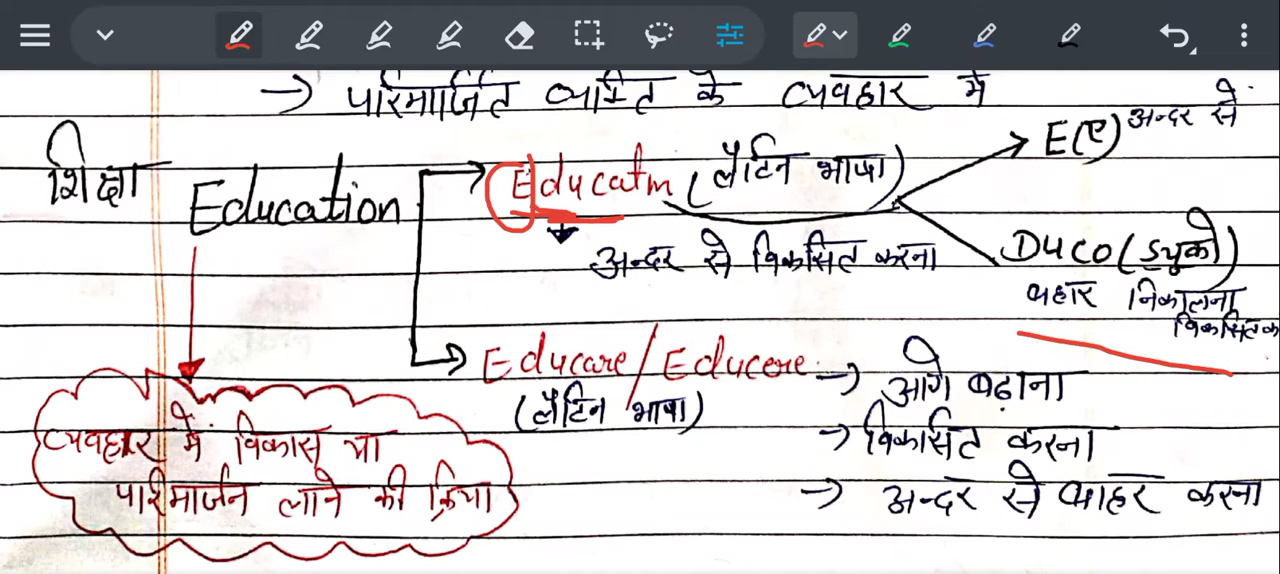 → परिमार्जित व्यक्ति के व्यवहार में
शिक्षा Education
Educatm (लैटिन भाषा)
E(ए) अन्दर से
Duco (ड्युको)
बाहर निकालना
विकसित क
अन्दर से विकसित करना
Educare/Educere
(लैटिन भाषा)
→ आगे बढ़ाना
→ विकसित करना
→ अन्दर से बाहर करना
व्यवहार में विकास या
परिमार्जन लाने की क्रिया